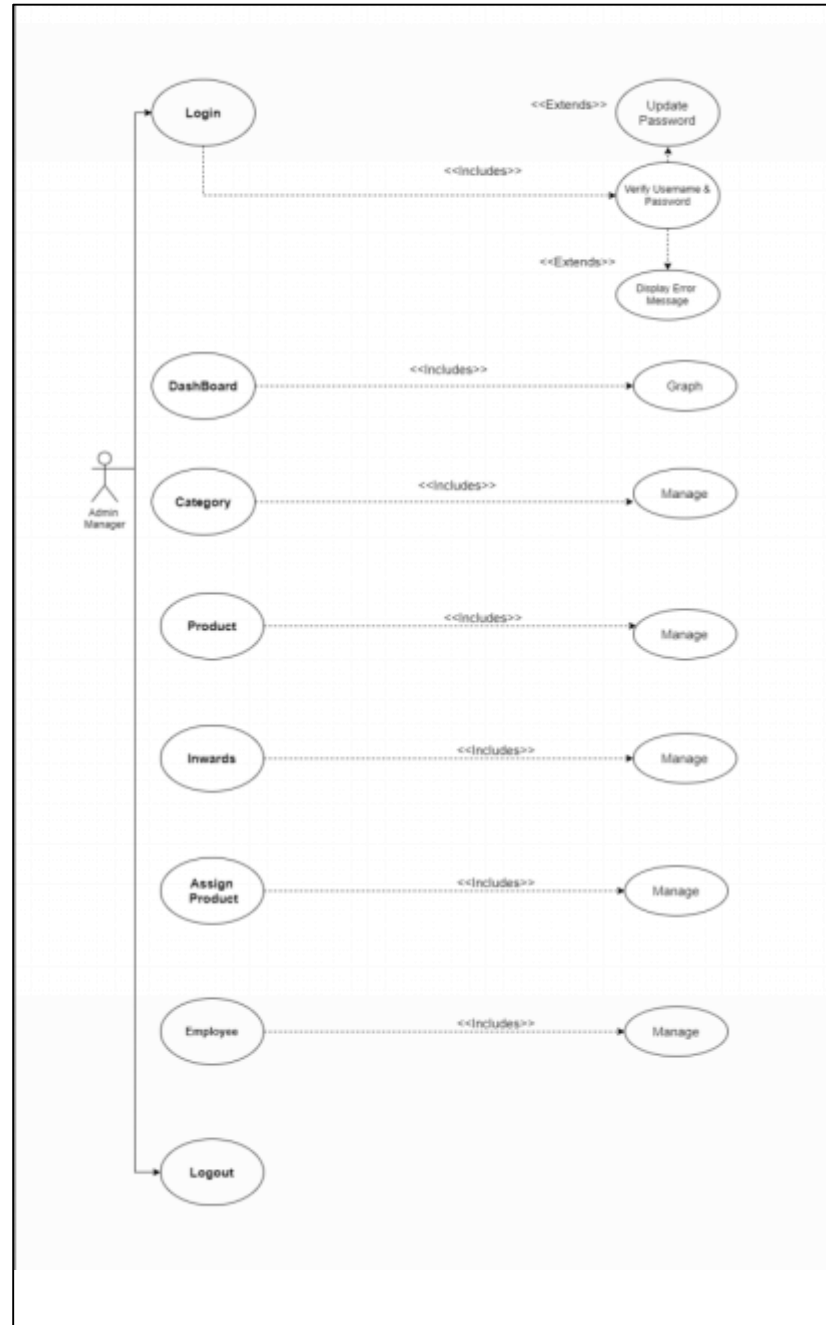 Login
<<Extends>>
Update
Password
<<Includes>>
Verify Username &
Password
<<Extends>>
Display Error
Message
DashBoard
<<Includes>>
Graph
Admin
Manager
Category
<<Includes>>
Manage
Product
<<Includes>>
Manage
Inwards
<<Includes>>
Manage
Assign
Product
<<Includes>>
Manage
Employee
<<Includes>>
Manage
Logout